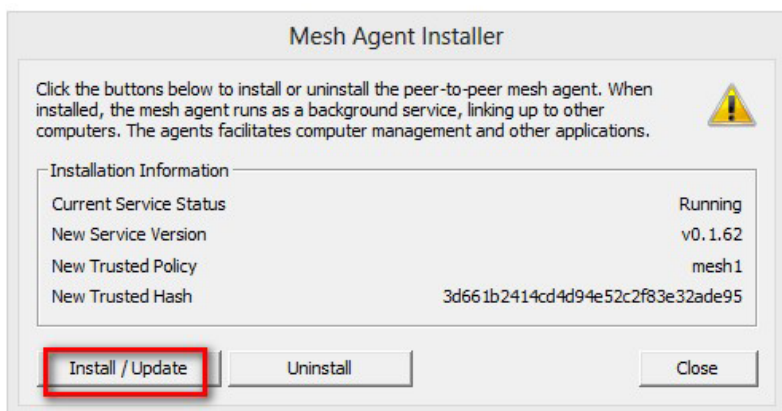 Mesh Agent Installer
Click the buttons below to install or uninstall the peer-to-peer mesh agent. When
installed, the mesh agent runs as a background service, linking up to other
computers. The agents facilitates computer management and other applications.
Installation Information
Current Service Status Running
New Service Version v0.1.62
New Trusted Policy mesh1
New Trusted Hash 3d661b2414cd4d94e52c2f83e32ade95
Install / Update Uninstall Close